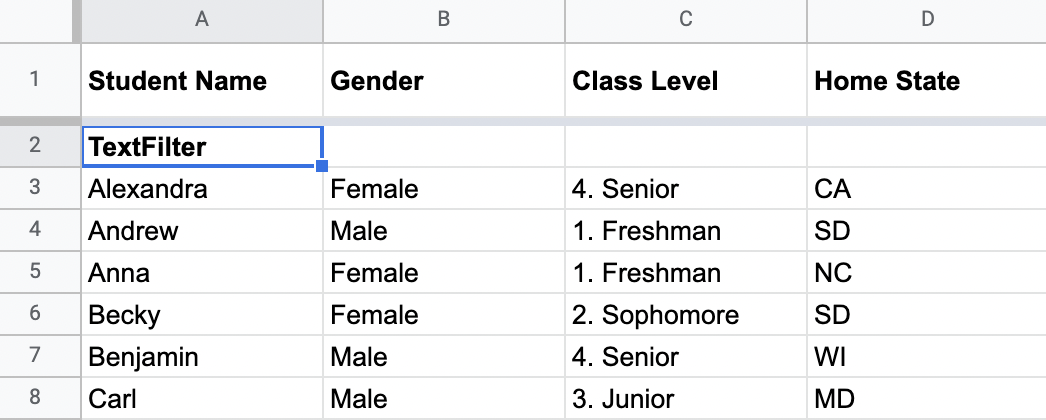 A B C D
1 Student Name Gender Class Level Home State
2 TextFilter
3 Alexandra Female 4. Senior CA
4 Andrew Male 1. Freshman SD
5 Anna Female 1. Freshman NC
6 Becky Female 2. Sophomore SD
7 Benjamin Male 4. Senior WI
8 Carl Male 3. Junior MD